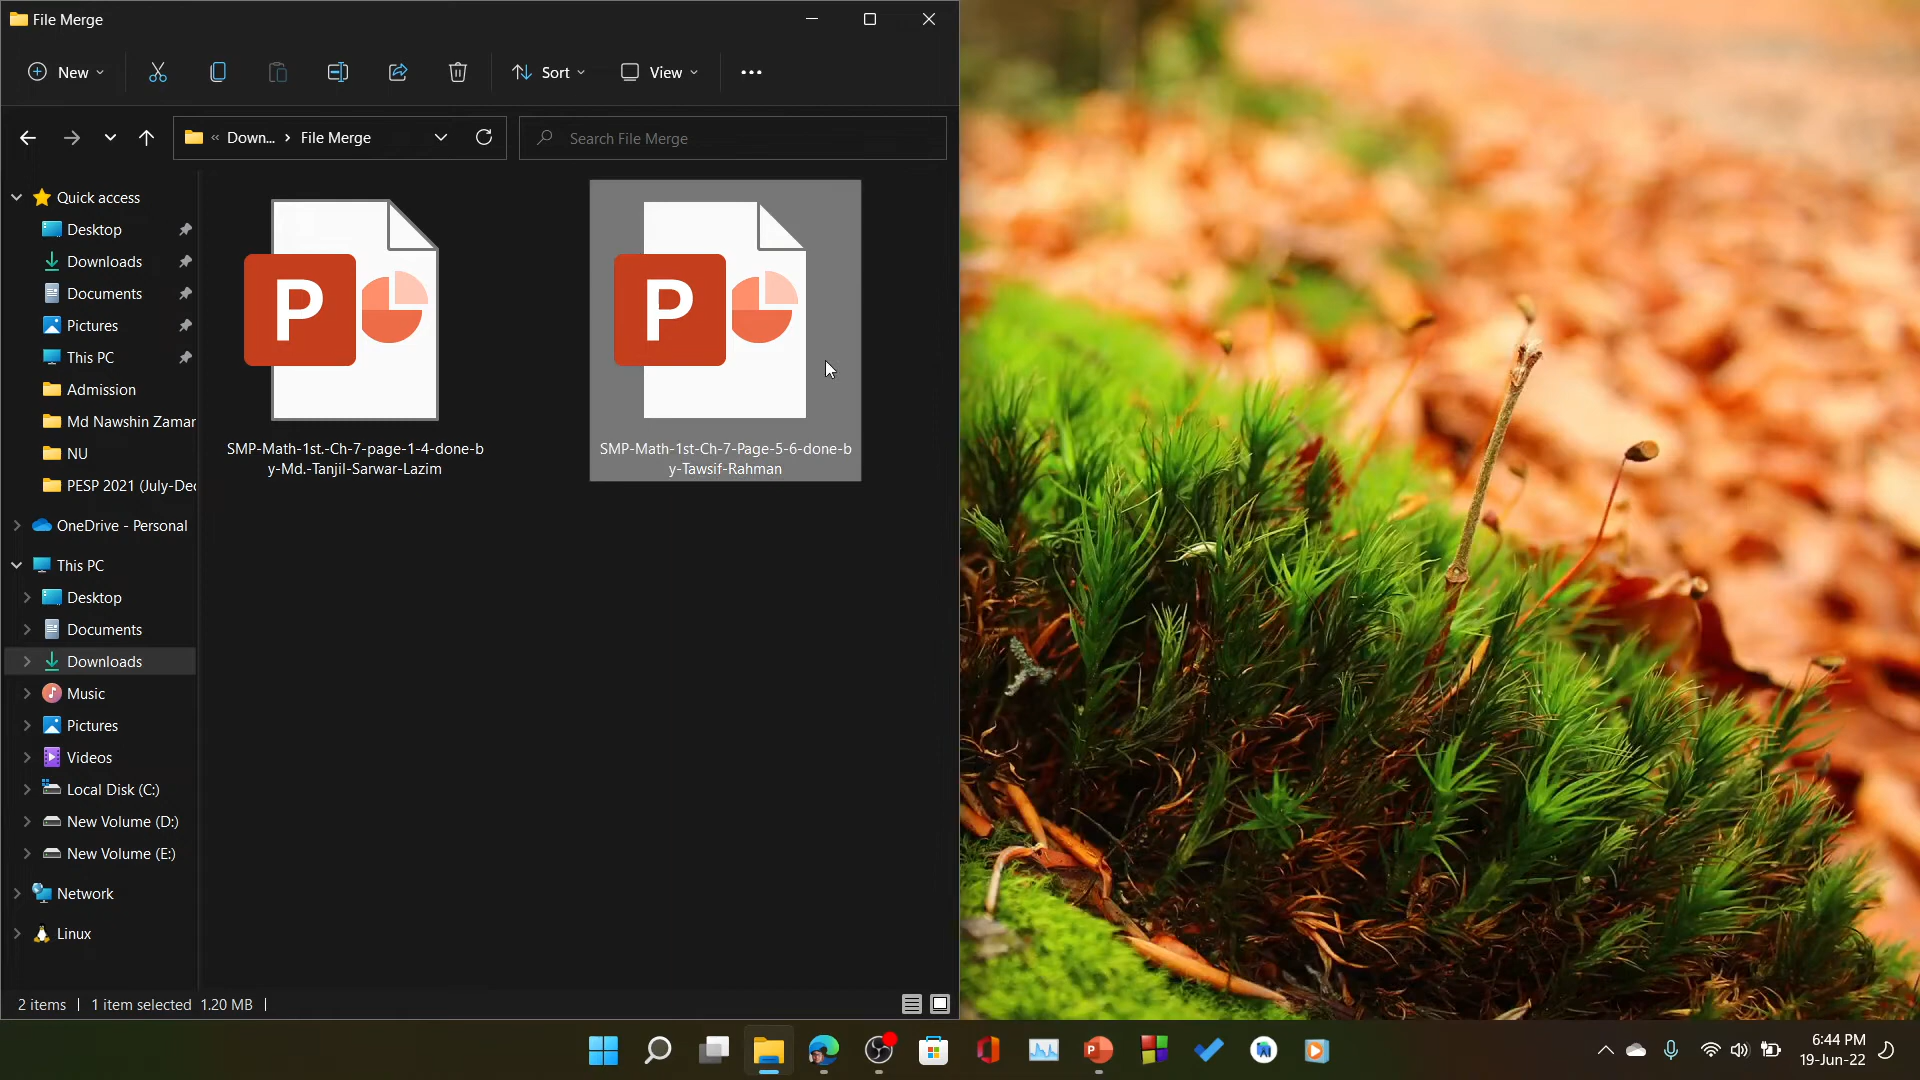 File Merge
New
Sort
View
Down...
File Merge
Search File Merge
Quick access
Desktop
Downloads
Documents
Pictures
This PC
Admission
Md Nawshin Zamar
NU
PESP 2021 (July-Dec
OneDrive - Personal
This PC
Desktop
Documents
Downloads
Music
Pictures
Videos
Local Disk (C:)
New Volume (D:)
New Volume (E:)
Network
Linux
P
SMP-Math-1st.-Ch-7-page-1-4-done-b
y-Md.-Tanjil-Sarwar-Lazim
P
SMP-Math-1st-Ch-7-Page-5-6-done-b
y-Tawsif-Rahman
2 items
1 item selected 1.20 MB
6:44 PM
19-Jun-22